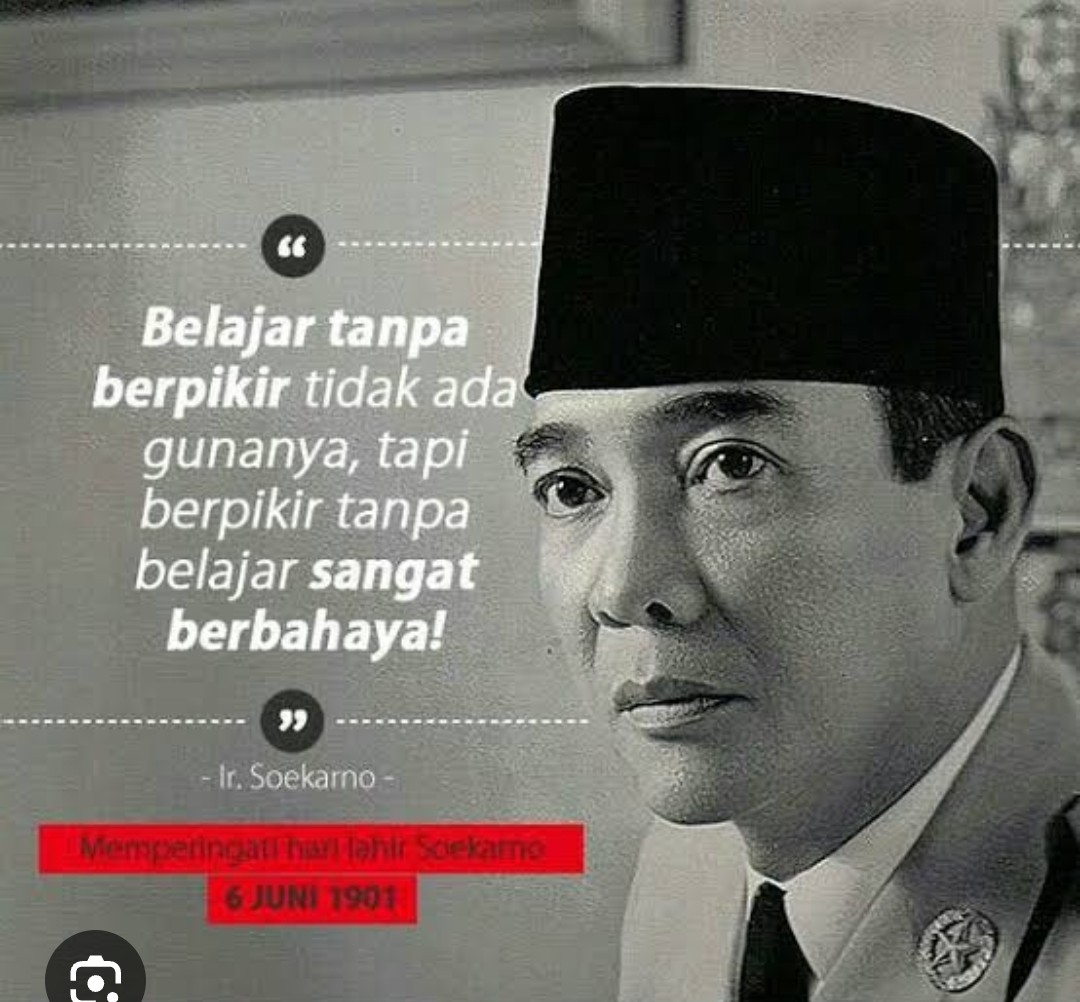 “
Belajar tanpa
berpikir tidak ada
gunanya, tapi
berpikir tanpa
belajar sangat
berbahaya!
”
- Ir. Soekarno -
Memperingati hari lahir Soekarno
6 JUNI 1901